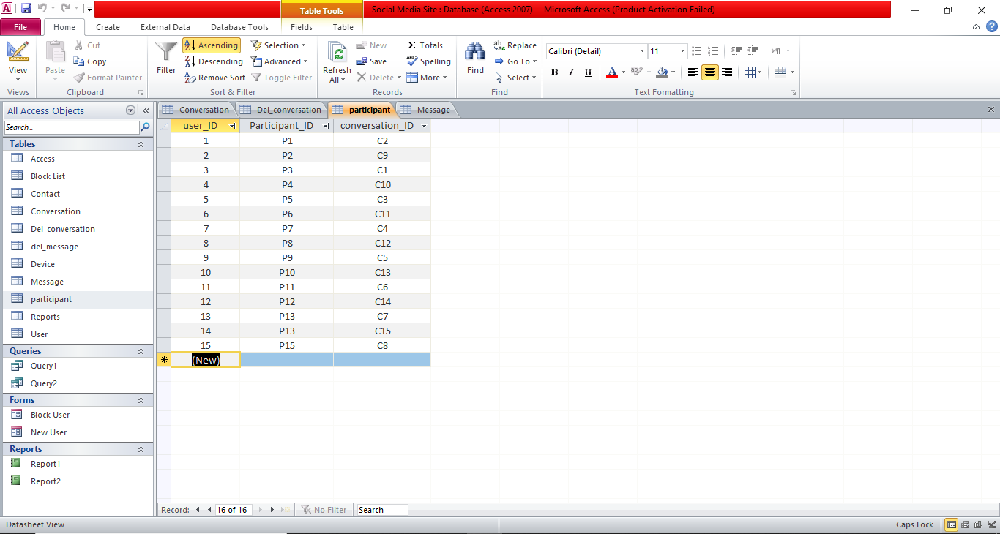 Table Tools
Social Media Site : Database (Access 2007) - Microsoft Access (Product Activation Failed)
File Home Create External Data Database Tools Fields Table
View
Views
Paste
Cut
Copy
Format Painter
Clipboard
Filter
Ascending
Descending
Remove Sort
Selection
Advanced
Toggle Filter
Sort & Filter
Refresh
All
New
Save
Delete
Totals
Spelling
More
Records
Find
Replace
Go To
Select
Find
Calibri (Detail) 11
B I U A
Text Formatting
All Access Objects
Search...
Tables
Access
Block List
Contact
Conversation
Del_conversation
del_message
Device
Message
participant
Reports
User
Queries
Query1
Query2
Forms
Block User
New User
Reports
Report1
Report2
Conversation Del_conversation participant Message
user_ID Participant_ID conversation_ID
1 P1 C2
2 P2 C9
3 P3 C1
4 P4 C10
5 P5 C3
6 P6 C11
7 P7 C4
8 P8 C12
9 P9 C5
10 P10 C13
11 P11 C6
12 P12 C14
13 P13 C7
14 P13 C15
15 P15 C8
(New)
Record: 16 of 16 No Filter Search
Datasheet View Caps Lock